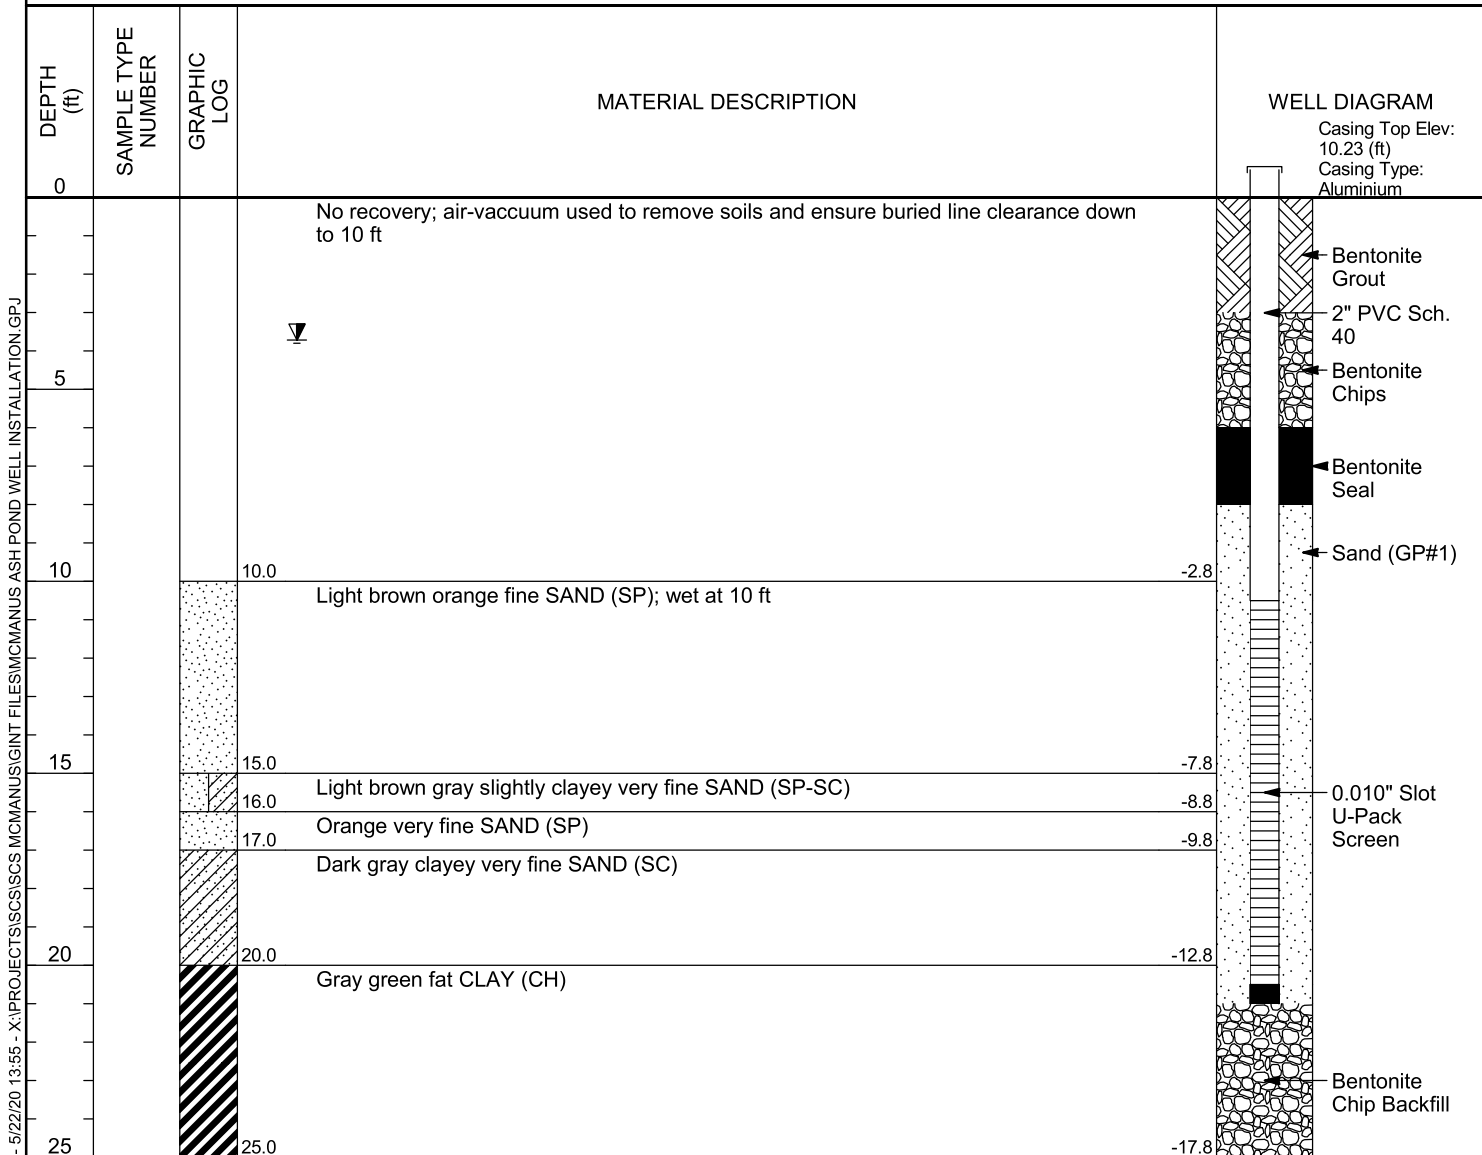 DEPTH
(ft)
SAMPLE TYPE
NUMBER
GRAPHIC
LOG
MATERIAL DESCRIPTION
WELL DIAGRAM
Casing Top Elev:
10.23 (ft)
Casing Type:
Aluminium
0
No recovery; air-vaccuum used to remove soils and ensure buried line clearance down
to 10 ft
Bentonite
Grout
2" PVC Sch.
40
5
Bentonite
Chips
Bentonite
Seal
Sand (GP#1)
10
10.0
-2.8
Light brown orange fine SAND (SP); wet at 10 ft
15
15.0
-7.8
Light brown gray slightly clayey very fine SAND (SP-SC)
16.0
-8.8
0.010" Slot
U-Pack
Screen
Orange very fine SAND (SP)
17.0
-9.8
Dark gray clayey very fine SAND (SC)
20
20.0
-12.8
Gray green fat CLAY (CH)
Bentonite
Chip Backfill
25
25.0
-17.8
- 5/22/20 13:55 - X:\PROJECTS\SCS\SCS MCMANUS\GINT FILES\MCMANUS ASH POND WELL INSTALLATION.GPJ